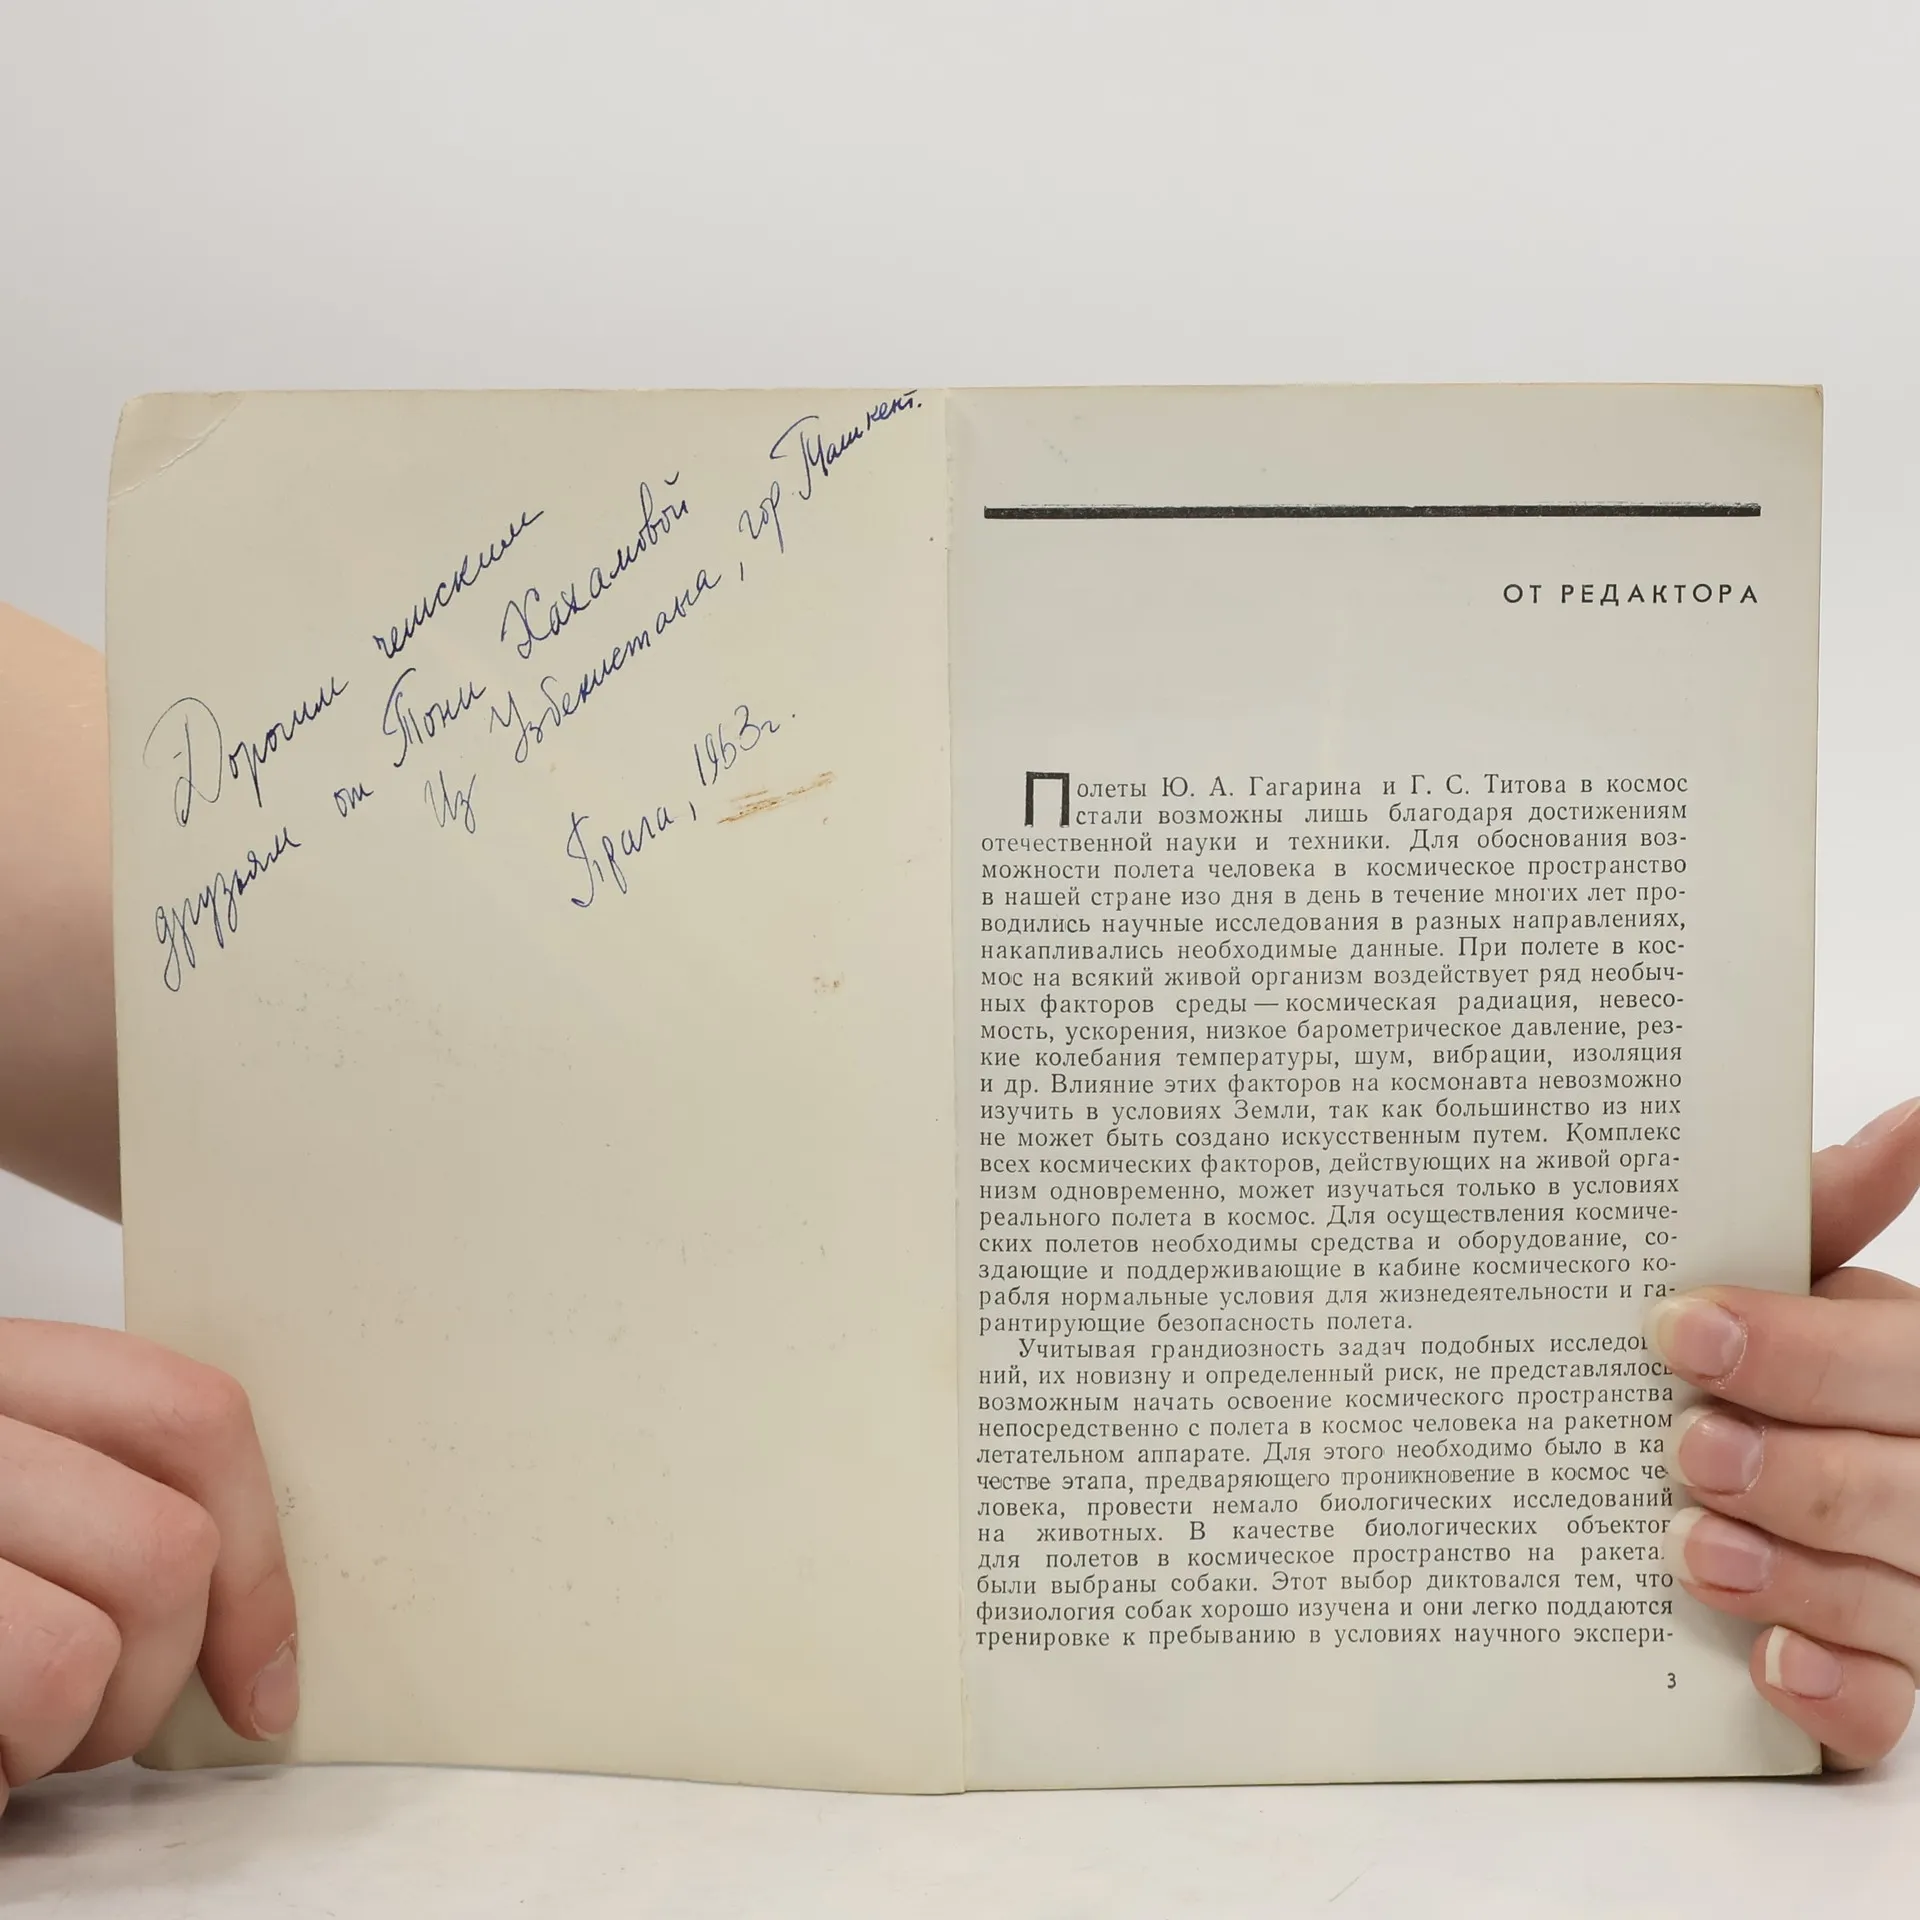 Дорогим чешским
друзьям от Тони Хахамовой
из Узбекистана, гор. Ташкент.
Прага, 1963 г.
ОТ РЕДАКТОРА
Полеты Ю. А. Гагарина и Г. С. Титова в космос
стали возможны лишь благодаря достижениям
отечественной науки и техники. Для обоснования воз-
можности полета человека в космическое пространство
в нашей стране изо дня в день в течение многих лет про-
водились научные исследования в разных направлениях,
накапливались необходимые данные. При полете в кос-
мос на всякий живой организм воздействует ряд необыч-
ных факторов среды — космическая радиация, невесо-
мость, ускорения, низкое барометрическое давление, рез-
кие колебания температуры, шум, вибрации, изоляция
и др. Влияние этих факторов на космонавта невозможно
изучить в условиях Земли, так как большинство из них
не может быть создано искусственным путем. Комплекс
всех космических факторов, действующих на живой орга-
низм одновременно, может изучаться только в условиях
реального полета в космос. Для осуществления космиче-
ских полетов необходимы средства и оборудование, со-
здающие и поддерживающие в кабине космического ко-
рабля нормальные условия для жизнедеятельности и га-
рантирующие безопасность полета.
Учитывая грандиозность задач подобных
ний, их новизну и определенный риск, не представлялось
возможным начать освоение космического пространства
непосредственно с полета в космос человека на ракетном
летательном аппарате. Для этого необходимо было в ка
честве этапа, предваряющего проникновение в космос че-
ловека, провести немало биологических исследований
на животных. В качестве биологических объектов
для полетов в космическое пространство на
были выбраны собаки. Этот выбор диктовался тем, что
физиология собак хорошо изучена и они легко поддаются
тренировке к пребыванию в условиях научного экспери-
3